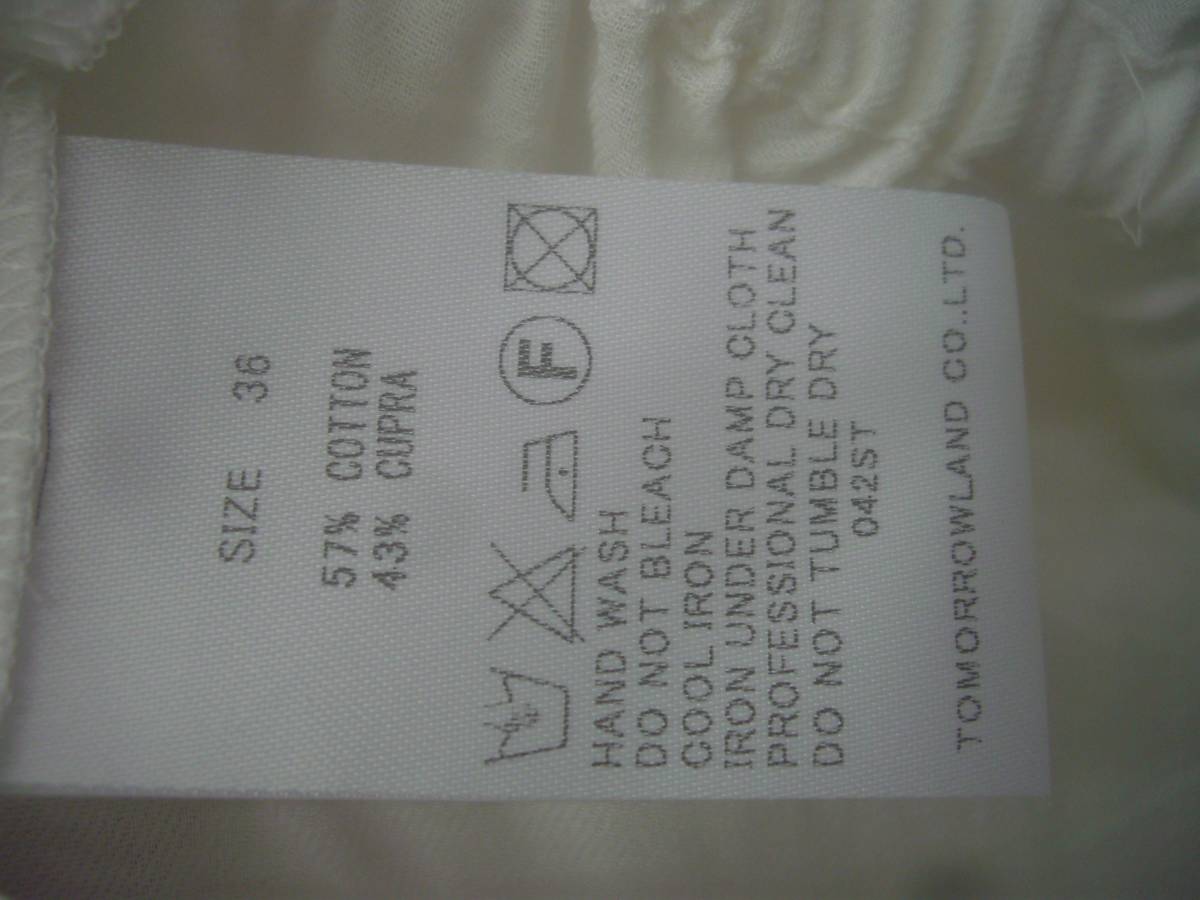 SIZE 36
57% COTTON
43% CUPRA
F
HAND WASH
DO NOT BLEACH
COOL IRON
IRON UNDER DAMP CLOTH
PROFESSIONAL DRY CLEAN
DO NOT TUMBLE DRY
042ST
TOMORROWLAND CO.,LTD.